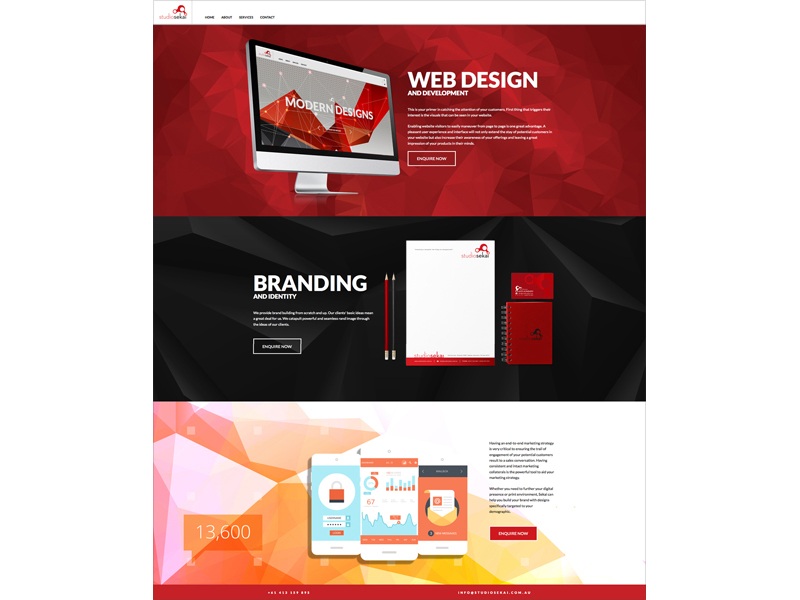 studiosekai
HOME ABOUT SERVICES CONTACT
MODERN DESIGNS
WEB DESIGN
AND DEVELOPMENT
This is your primer in catching the attention of your customers. First thing that triggers their
interest is the visuals that can be seen in your website.
Enabling website visitors to easily maneuver from page to page is one great advantage. A
pleasant user experience and interface will not only extend the stay of potential customers in
your website but also increase their awareness of your offerings and leaving a great
impression of your products in their minds.
ENQUIRE NOW
BRANDING
AND IDENTITY
We provide brand building from scratch and up. Our clients' basic ideas mean
a great deal for us. We catapult powerful and seamless rand image through
the ideas of our clients.
ENQUIRE NOW
studiosekai
studiosekai
Having an end-to-end marketing strategy
is very critical to ensuring the trail of
engagement of your potential customers
result to a sales conversation. Having
consistent and intact marketing
collaterals is the powerful tool to aid your
marketing strategy.
Whether you need to further your digital
presence or print environment, Sekai can
help you build your brand with designs
specifically targeted to your
demographic.
ENQUIRE NOW
13,600
67
+61 413 159 895
INFO@STUDIOSEKAI.COM.AU